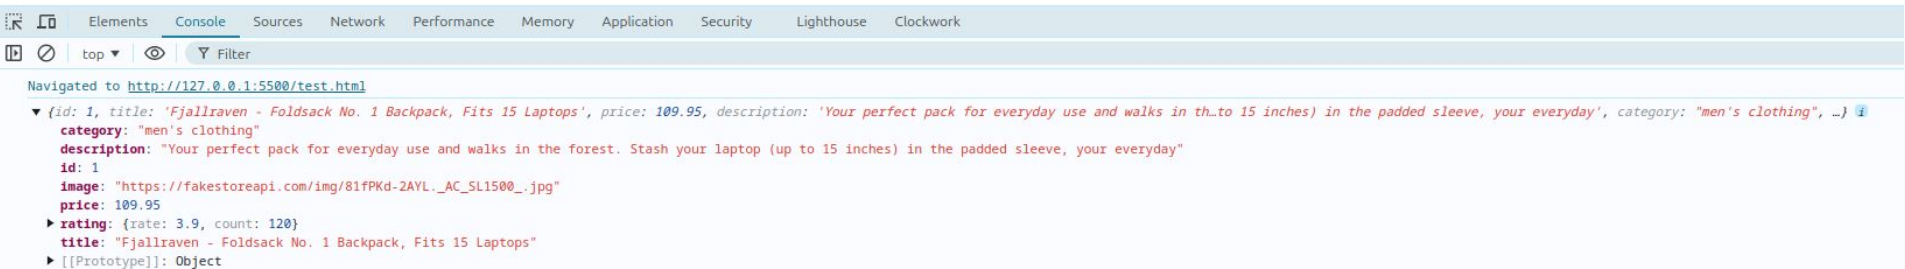 Elements Console Sources Network Performance Memory Application Security Lighthouse Clockwork
top ▼ Filter
Navigated to http://127.0.0.1:5500/test.html
▼ {id: 1, title: 'Fjallraven - Foldsack No. 1 Backpack, Fits 15 Laptops', price: 109.95, description: 'Your perfect pack for everyday use and walks in th…to 15 inches) in the padded sleeve, your everyday', category: "men's clothing", …} i
category: "men's clothing"
description: "Your perfect pack for everyday use and walks in the forest. Stash your laptop (up to 15 inches) in the padded sleeve, your everyday"
id: 1
image: "https://fakestoreapi.com/img/81fPKd-2AYL._AC_SL1500_.jpg"
price: 109.95
▶ rating: {rate: 3.9, count: 120}
title: "Fjallraven - Foldsack No. 1 Backpack, Fits 15 Laptops"
▶ [[Prototype]]: Object